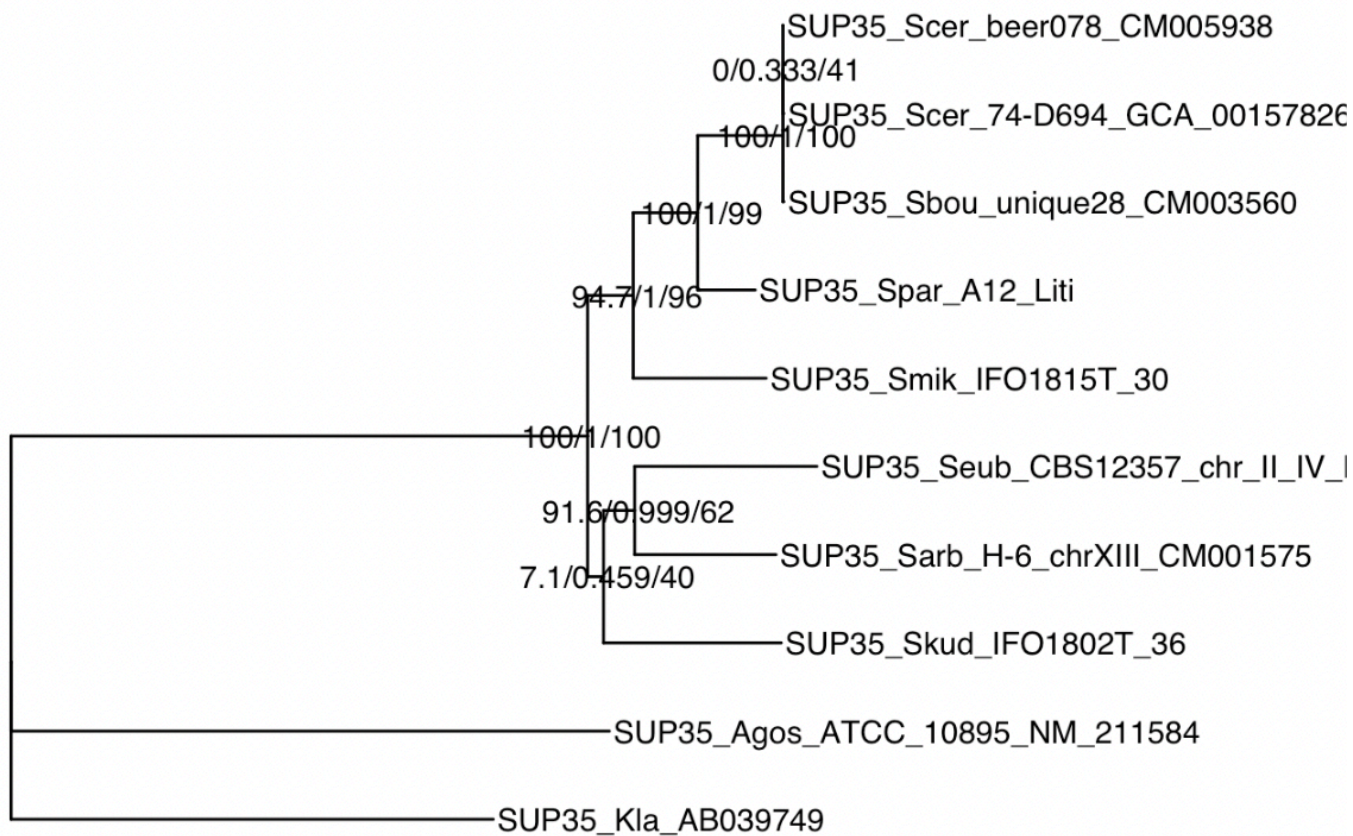 SUP35_Scer_beer078_CM005938
0/0.333/41
SUP35_Scer_74-D694_GCA_00157826
100/1/100
SUP35_Sbou_unique28_CM003560
100/1/99
SUP35_Spar_A12_Liti
94.7/1/96
SUP35_Smik_IFO1815T_30
100/1/100
SUP35_Seub_CBS12357_chr_II_IV_
91.6/0.999/62
SUP35_Sarb_H-6_chrXIII_CM001575
7.1/0.459/40
SUP35_Skud_IFO1802T_36
SUP35_Agos_ATCC_10895_NM_211584
SUP35_Kla_AB039749